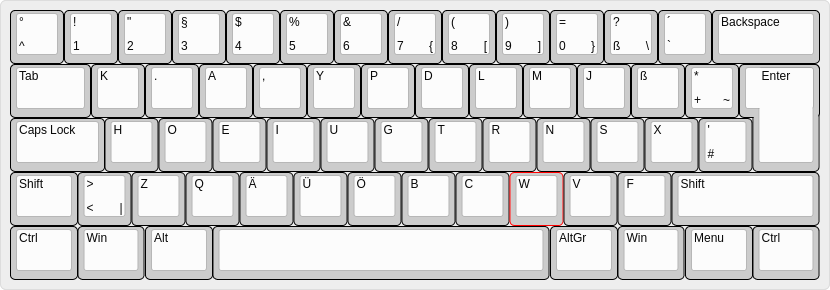 ° ! " § $ % & / ( ) = ? ´ Backspace
^ 1 2 3 4 5 6 7 { 8 [ 9 ] 0 } ß \ `
Tab K . A , Y P D L M J ß * Enter
+ ~
Caps Lock H O E I U G T R N S X '
#
Shift > Z Q Ä Ü Ö B C W V F Shift
< |
Ctrl Win Alt AltGr Win Menu Ctrl